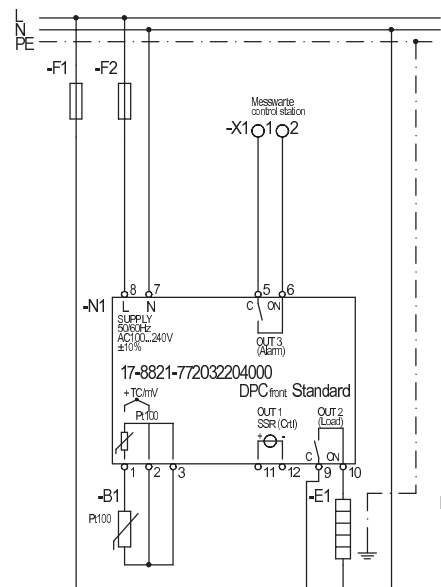 L
N
PE
-F1
-F2
Messwarte
control station
-X1 1 2
8 7 5 6
-N1
L N C ON
SUPPLY
50/60Hz
AC100...240V
±10%
OUT 3
(Alarm)
17-8821-772032204000
DPC front Standard
+ TC/mV
Pt100
OUT 1
SSR (Crtl)
+ -
OUT 2
(Load)
C ON
1 2 3 11 12 9 10
-B1
-E1
Pt100